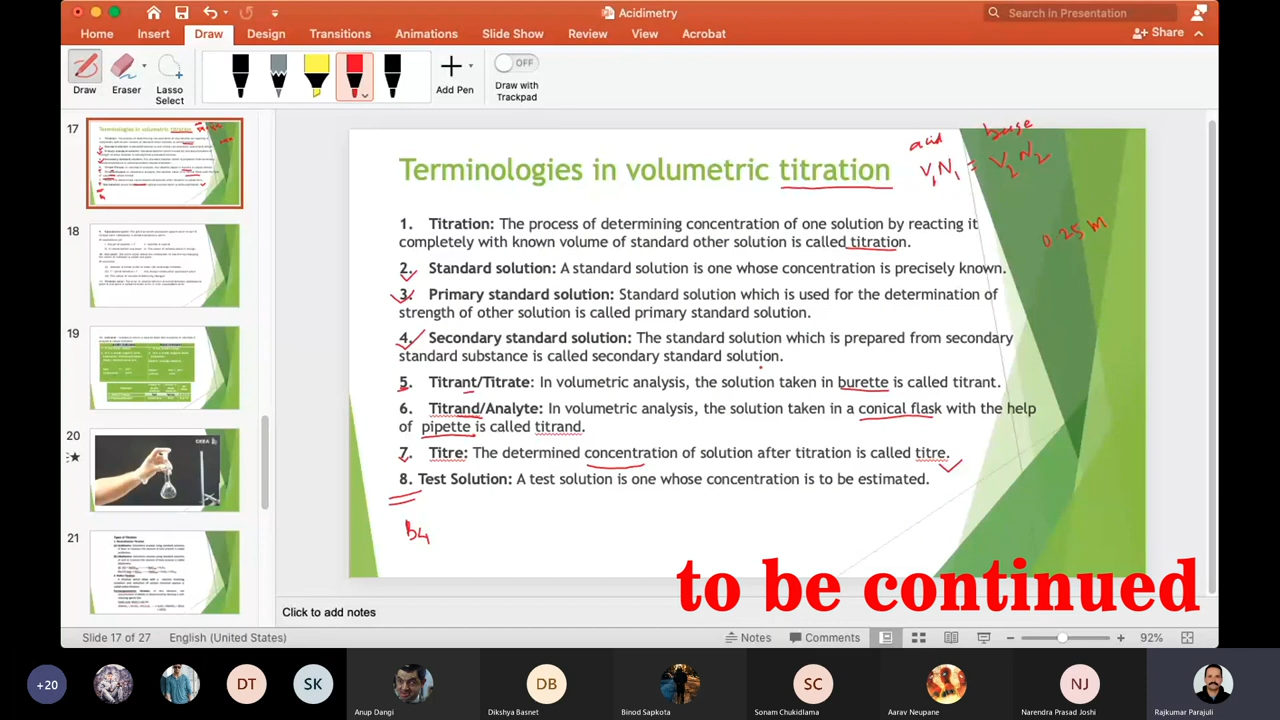 Acidimetry
Search in Presentation
Home Insert Draw Design Transitions Animations Slide Show Review View Acrobat Share
OFF
Draw Eraser Lasso Select Add Pen Draw with Trackpad
17
18
19
20
21
Terminologies in volumetric titration
acid base
V1N1 = V2N2
0.25 M
1. Titration: The process of determining concentration of one solution by reacting it
completely with known volume of standard other solution is called titration.
2. Standard solution: A standard solution is one whose concentration is precisely known.
3. Primary standard solution: Standard solution which is used for the determination of
strength of other solution is called primary standard solution.
4. Secondary standard solution: The standard solution which is prepared from secondary
standard substance is called secondary standard solution.
5. Titrant/Titrate: In volumetric analysis, the solution taken in burette is called titrant.
6. Titrand/Analyte: In volumetric analysis, the solution taken in a conical flask with the help
of pipette is called titrand.
7. Titre: The determined concentration of solution after titration is called titre.
8. Test Solution: A test solution is one whose concentration is to be estimated.
to be continued
Click to add notes
Slide 17 of 27 English (United States) Notes Comments 92%
+20 DT SK DB SC NJ
Anup Dangi Dikshya Basnet Binod Sapkota Sonam Chukidlama Aarav Neupane Narendra Prasad Joshi Rajkumar Parajuli